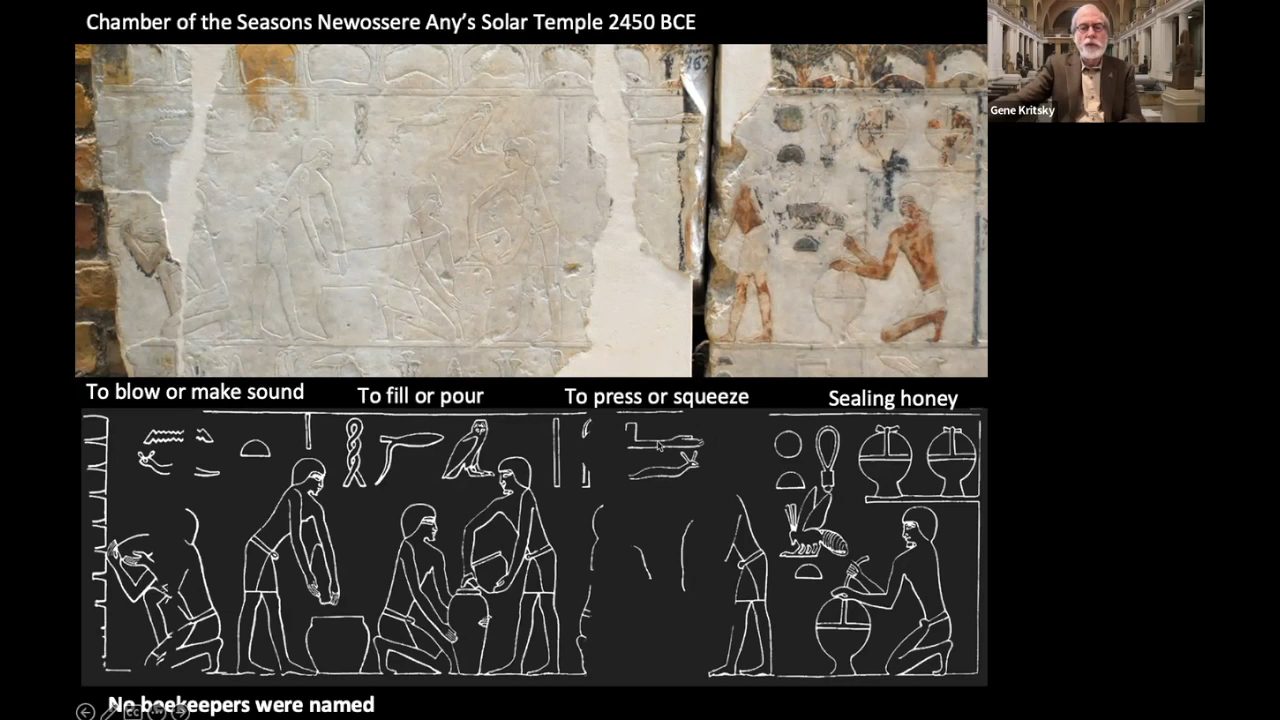 Chamber of the Seasons Newossere Any's Solar Temple 2450 BCE
Gene Kritsky
To blow or make sound
To fill or pour
To press or squeeze
Sealing honey
No beekeepers were named